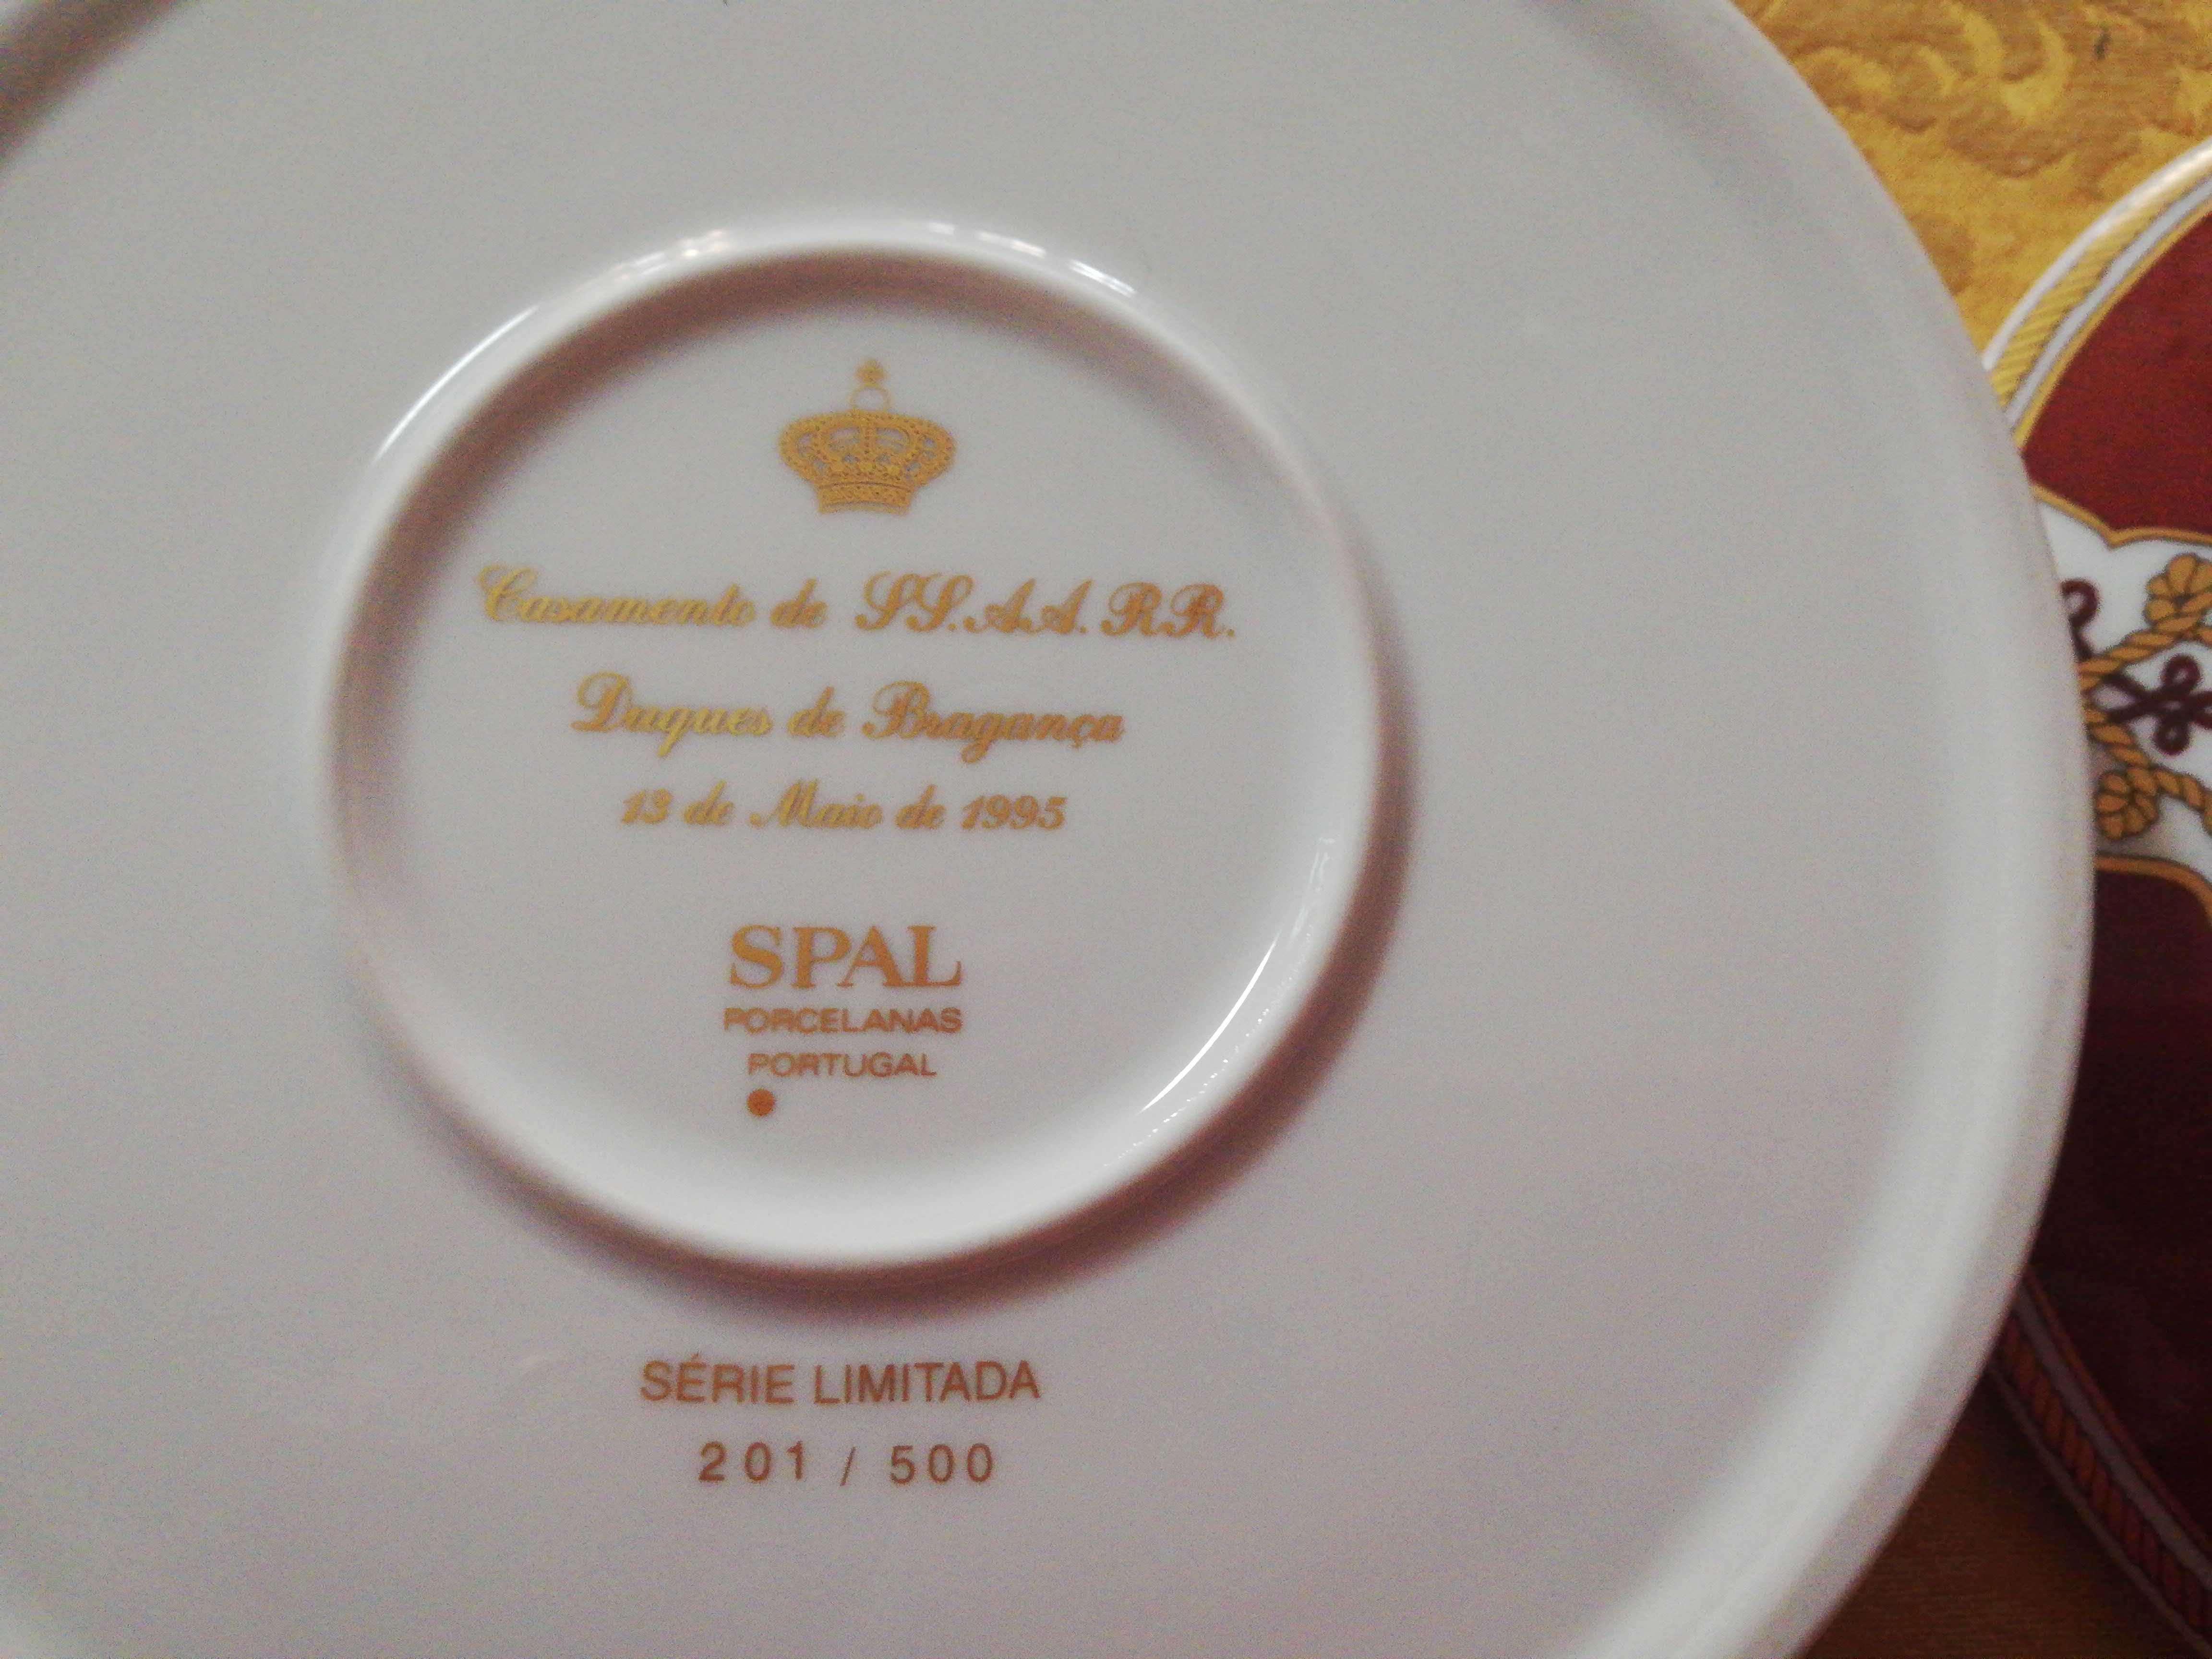 Casamento de SS.AA.RR.
Duques de Bragança
13 de Maio de 1995
SPAL
PORCELANAS
PORTUGAL
SÉRIE LIMITADA
201 / 500